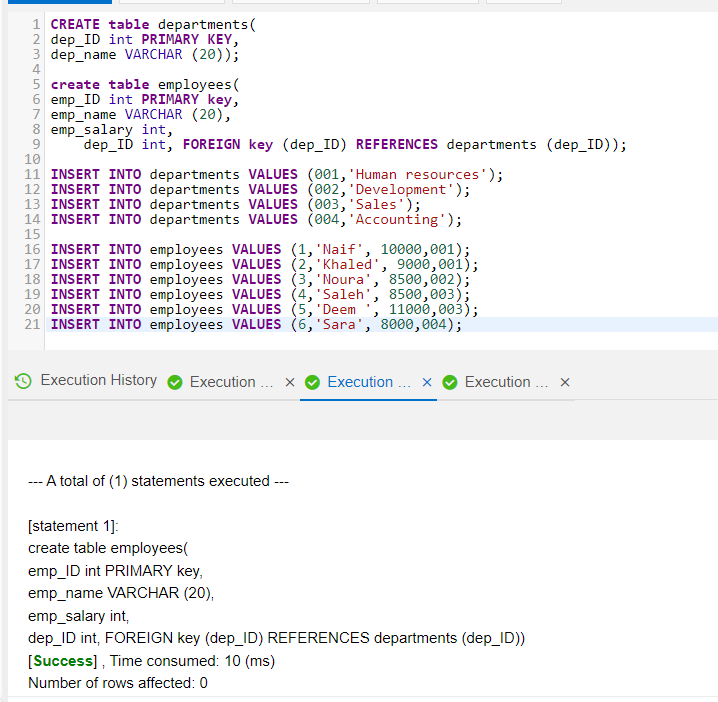 1 CREATE table departments(
2 dep_ID int PRIMARY KEY,
3 dep_name VARCHAR (20));
4
5 create table employees(
6 emp_ID int PRIMARY key,
7 emp_name VARCHAR (20),
8 emp_salary int,
9     dep_ID int, FOREIGN key (dep_ID) REFERENCES departments (dep_ID));
10
11 INSERT INTO departments VALUES (001,'Human resources');
12 INSERT INTO departments VALUES (002,'Development');
13 INSERT INTO departments VALUES (003,'Sales');
14 INSERT INTO departments VALUES (004,'Accounting');
15
16 INSERT INTO employees VALUES (1,'Naif', 10000,001);
17 INSERT INTO employees VALUES (2,'Khaled', 9000,001);
18 INSERT INTO employees VALUES (3,'Noura', 8500,002);
19 INSERT INTO employees VALUES (4,'Saleh', 8500,003);
20 INSERT INTO employees VALUES (5,'Deem ', 11000,003);
21 INSERT INTO employees VALUES (6,'Sara', 8000,004);
Execution History Execution ... × Execution ... × Execution ... ×
--- A total of (1) statements executed ---
[statement 1]:
create table employees(
emp_ID int PRIMARY key,
emp_name VARCHAR (20),
emp_salary int,
dep_ID int, FOREIGN key (dep_ID) REFERENCES departments (dep_ID))
[Success] , Time consumed: 10 (ms)
Number of rows affected: 0